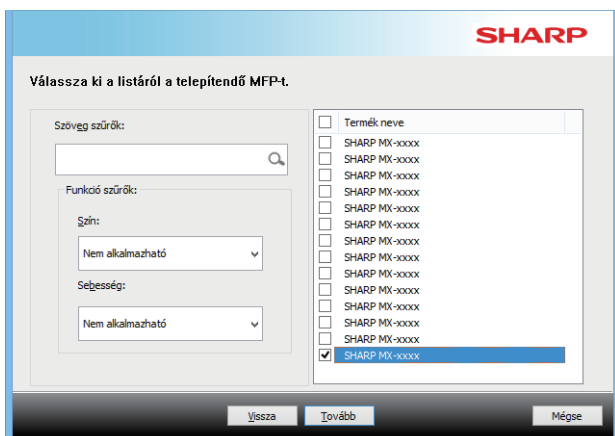 SHARP
Válassza ki a listáról a telepítendő MFP-t.
Szöveg szűrők:
Funkció szűrők:
Szín:
Nem alkalmazható
Sebesség:
Nem alkalmazható
Termék neve
SHARP MX-xxxx
SHARP MX-xxxx
SHARP MX-xxxx
SHARP MX-xxxx
SHARP MX-xxxx
SHARP MX-xxxx
SHARP MX-xxxx
SHARP MX-xxxx
SHARP MX-xxxx
SHARP MX-xxxx
SHARP MX-xxxx
SHARP MX-xxxx
SHARP MX-xxxx
SHARP MX-xxxx
Vissza
Tovább
Mégse